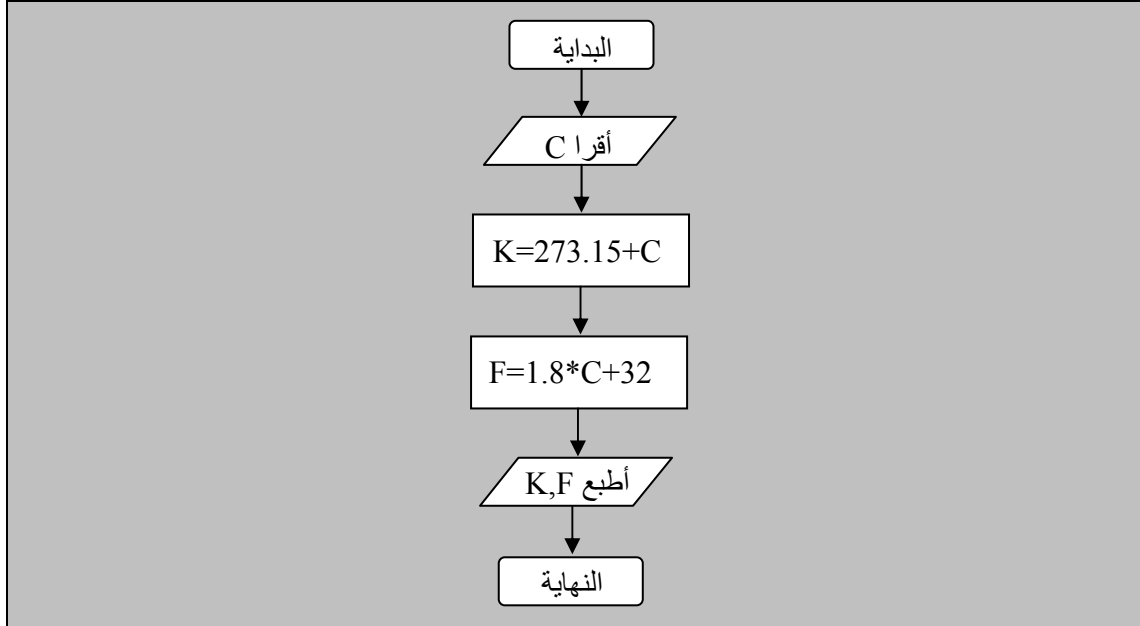 البداية
أقرا C
K=273.15+C
F=1.8*C+32
أطبع K,F
النهاية